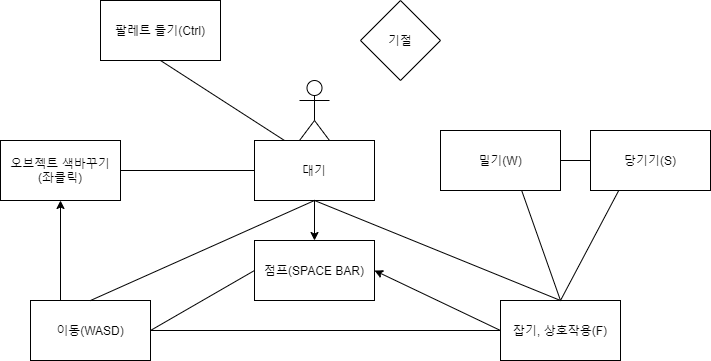 팔레트 들기(Ctrl)
기절
오브젝트 색바꾸기
(좌클릭)
대기
밀기(W)
당기기(S)
점프(SPACE BAR)
이동(WASD)
잡기, 상호작용(F)